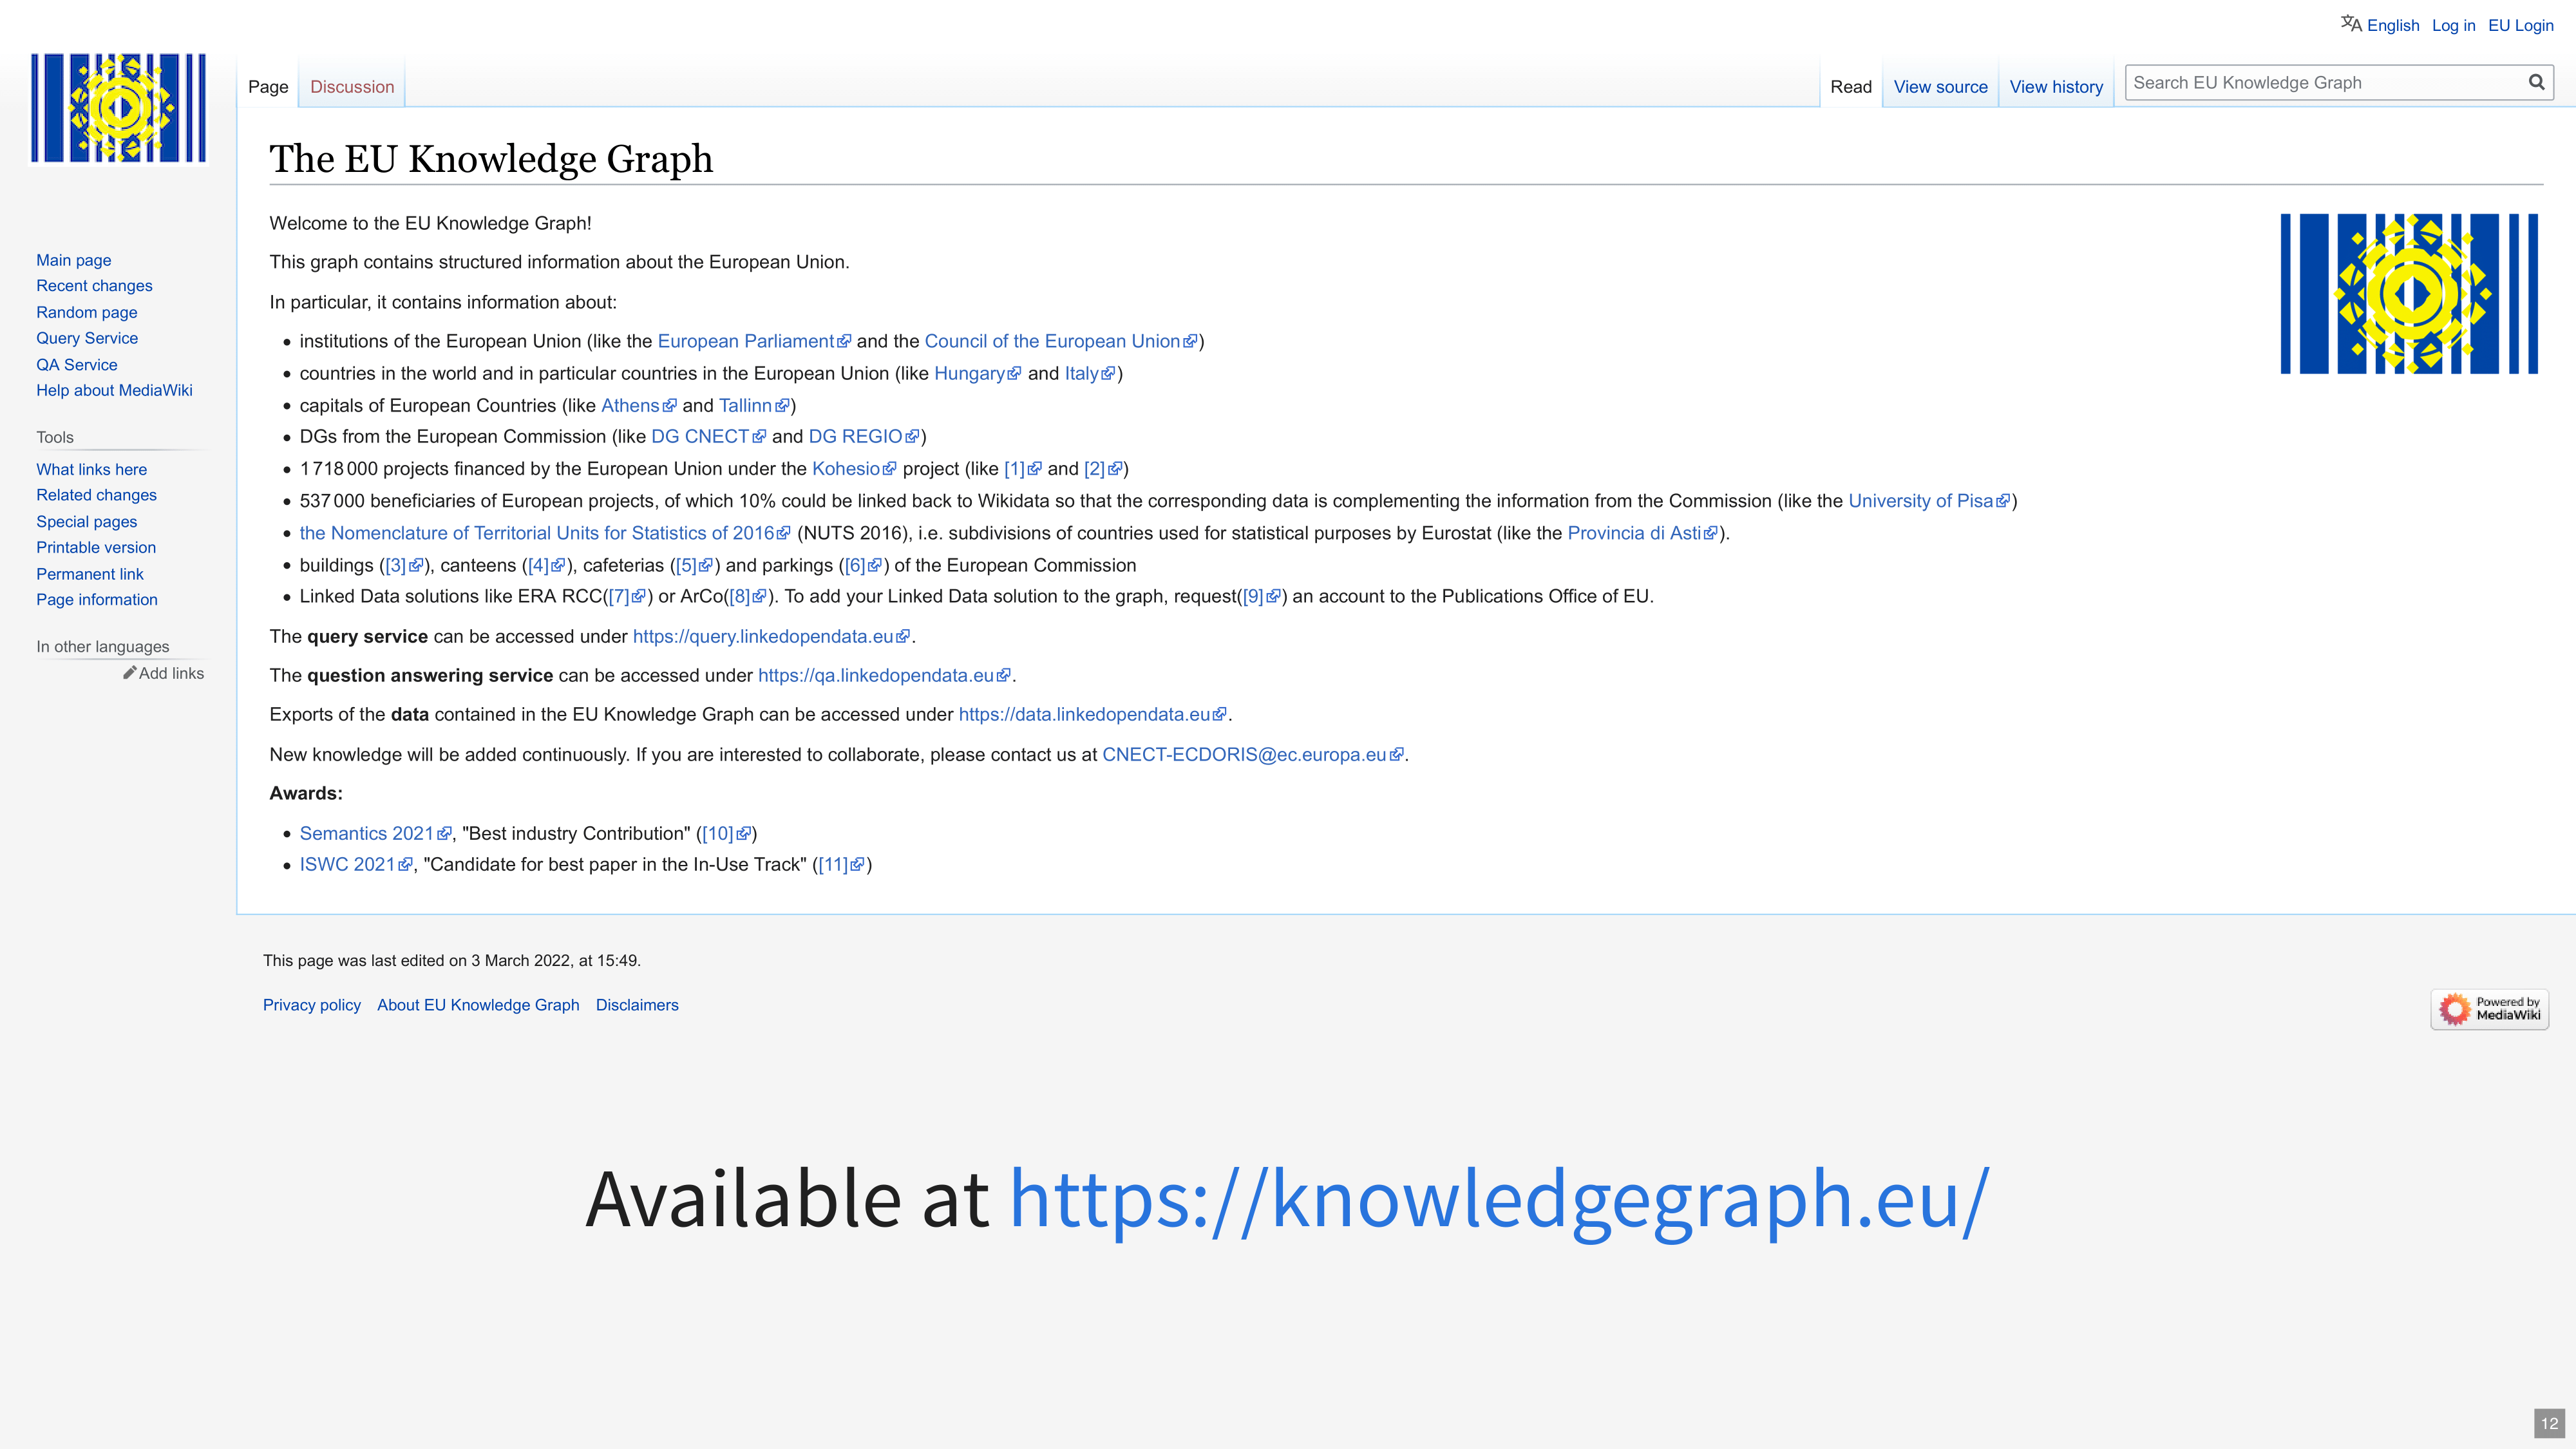 English Log in EU Login
Page Discussion Read View source View history Search EU Knowledge Graph
The EU Knowledge Graph
Welcome to the EU Knowledge Graph!
This graph contains structured information about the European Union.
In particular, it contains information about:
• institutions of the European Union (like the European Parliament and the Council of the European Union)
• countries in the world and in particular countries in the European Union (like Hungary and Italy)
• capitals of European Countries (like Athens and Tallinn)
• DGs from the European Commission (like DG CNECT and DG REGIO)
• 1 718 000 projects financed by the European Union under the Kohesio project (like [1] and [2])
• 537 000 beneficiaries of European projects, of which 10% could be linked back to Wikidata so that the corresponding data is complementing the information from the Commission (like the University of Pisa)
• the Nomenclature of Territorial Units for Statistics of 2016 (NUTS 2016), i.e. subdivisions of countries used for statistical purposes by Eurostat (like the Provincia di Asti).
• buildings ([3]), canteens ([4]), cafeterias ([5]) and parkings ([6]) of the European Commission
• Linked Data solutions like ERA RCC([7]) or ArCo([8]). To add your Linked Data solution to the graph, request([9]) an account to the Publications Office of EU.
The query service can be accessed under https://query.linkedopendata.eu.
The question answering service can be accessed under https://qa.linkedopendata.eu.
Exports of the data contained in the EU Knowledge Graph can be accessed under https://data.linkedopendata.eu.
New knowledge will be added continuously. If you are interested to collaborate, please contact us at CNECT-ECDORIS@ec.europa.eu.
Awards:
• Semantics 2021, "Best industry Contribution" ([10])
• ISWC 2021, "Candidate for best paper in the In-Use Track" ([11])
Main page
Recent changes
Random page
Query Service
QA Service
Help about MediaWiki
Tools
What links here
Related changes
Special pages
Printable version
Permanent link
Page information
In other languages
Add links
This page was last edited on 3 March 2022, at 15:49.
Privacy policy About EU Knowledge Graph Disclaimers
Powered by
MediaWiki
Available at https://knowledgegraph.eu/
12